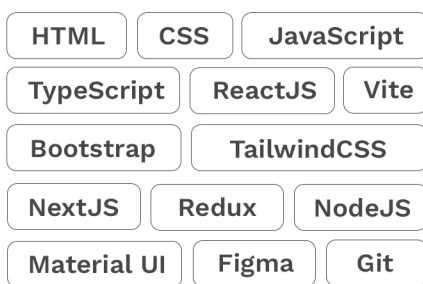 HTML CSS JavaScript
TypeScript ReactJS Vite
Bootstrap TailwindCSS
NextJS Redux NodeJS
Material UI Figma Git